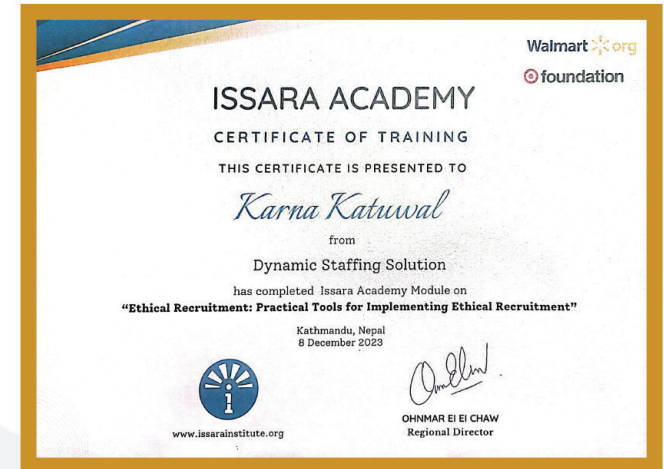 Walmart org
foundation
ISSARA ACADEMY
CERTIFICATE OF TRAINING
THIS CERTIFICATE IS PRESENTED TO
Karna Katuwal
from
Dynamic Staffing Solution
has completed Issara Academy Module on
“Ethical Recruitment: Practical Tools for Implementing Ethical Recruitment”
Kathmandu, Nepal
8 December 2023
i
www.issarainstitute.org
OHNMAR EI EI CHAW
Regional Director